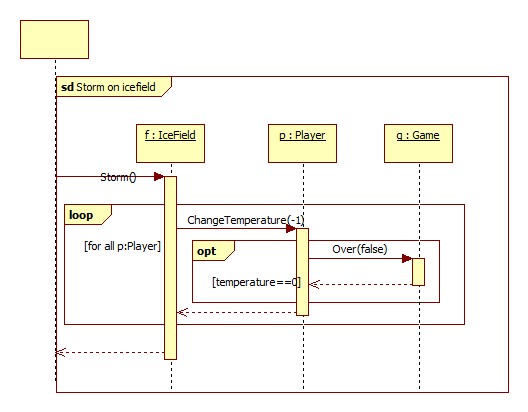 sd Storm on icefield
f : IceField
p : Player
g : Game
Storm()
loop
ChangeTemperature(-1)
[for all p:Player]
opt
Over(false)
[temperature==0]